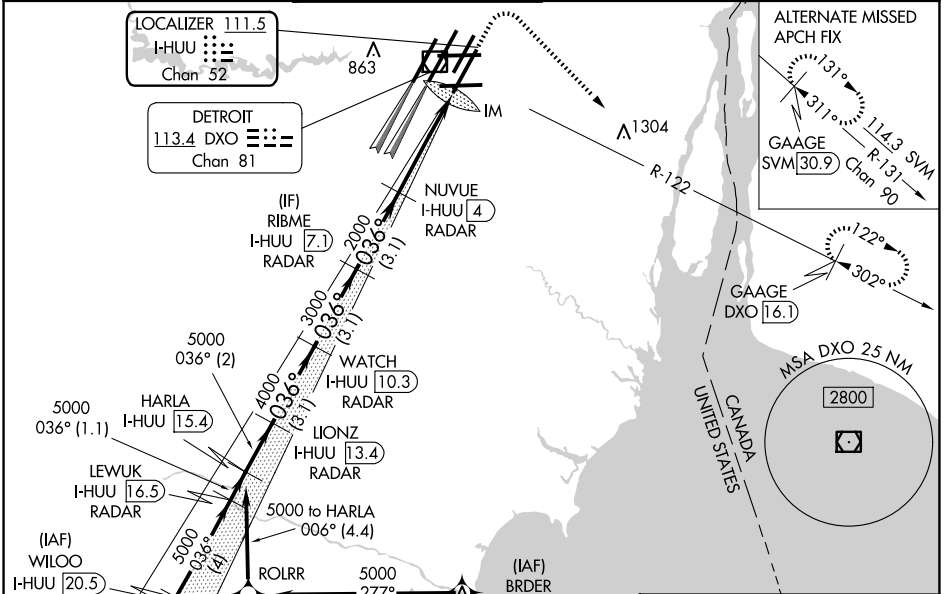 LOCALIZER 111.5
I-HUU
Chan 52
863
DETROIT
113.4 DXO
Chan 81
IM
1304
R-122
ALTERNATE MISSED
APCH FIX
131°
311°
R-131
114.3 SVM
Chan 90
GAAGE
SVM 30.9
122°
302°
GAAGE
DXO 16.1
NUVUE
I-HUU 4
RADAR
(IF)
RIBME
I-HUU 7.1
RADAR
2000
036°
(3.1)
3000
036°
(3.1)
WATCH
I-HUU 10.3
RADAR
5000
036° (2)
4000
036°
(3.1)
HARLA
I-HUU 15.4
5000
036° (1.1)
LIONZ
I-HUU 13.4
RADAR
LEWUK
I-HUU 16.5
RADAR
5000 to HARLA
006° (4.4)
5000
036°
(4)
(IAF)
WILOO
I-HUU 20.5
ROLRR
5000
277°
(IAF)
BRDER
CANADA
UNITED STATES
MSA DXO 25 NM
2800